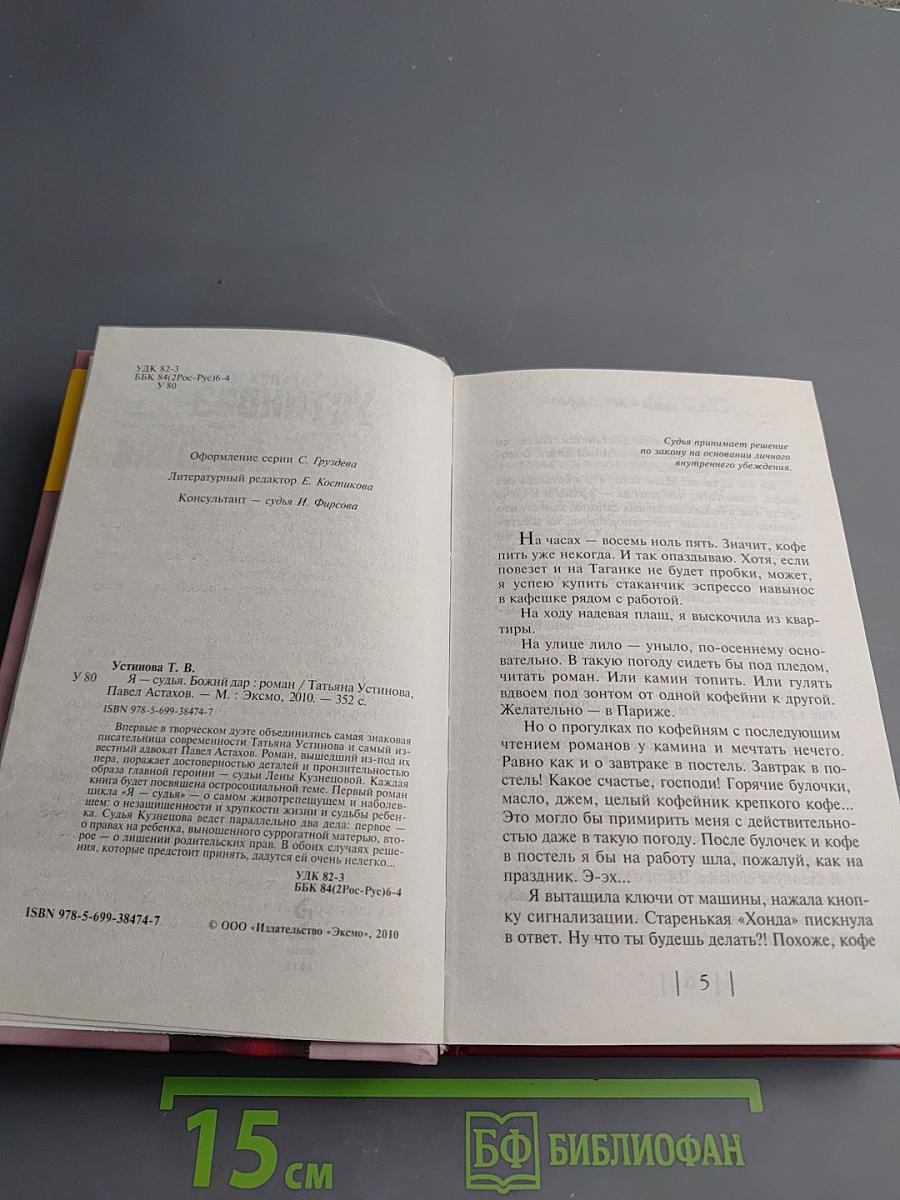 УДК 82-3
ББК 84(2Рос-Рус)6-4
У 80
Оформление серии С. Груздева
Литературный редактор Е. Костикова
Консультант — судья И. Фирсова
Устинова Т. В.
У 80 Я — судья. Божий дар : роман / Татьяна Устинова,
Павел Астахов. — М. : Эксмо, 2010. — 352 с.
ISBN 978-5-699-38474-7
Впервые в творческом дуэте объединились самая знаковая
писательница современности Татьяна Устинова и самый из-
вестный адвокат Павел Астахов. Роман, вышедший из-под их
пера, поражает достоверностью деталей и пронзительностью
образа главной героини — судьи Лены Кузнецовой. Каждая
книга будет посвящена остросоциальной теме. Первый роман
цикла «Я — судья» — о самом животрепещущем и наболев-
шем: о незащищенности и хрупкости жизни и судьбы ребен-
ка. Судья Кузнецова ведет параллельно два дела: первое —
о правах на ребенка, выношенного суррогатной матерью, вто-
рое — о лишении родительских прав. В обоих случаях реше-
ния, которые предстоит принять, дадутся ей очень нелегко...
УДК 82-3
ББК 84(2Рос-Рус)6-4
ISBN 978-5-699-38474-7
© ООО «Издательство «Эксмо», 2010
Судья принимает решение
по закону на основании личного
внутреннего убеждения.
На часах — восемь ноль пять. Значит, кофе
пить уже некогда. И так опаздываю. Хотя, если
повезет и на Таганке не будет пробки, может,
я успею купить стаканчик эспрессо навынос
в кафешке рядом с работой.
На ходу надевая плащ, я выскочила из квар-
тиры.
На улице лило — уныло, по-осеннему осно-
вательно. В такую погоду сидеть бы под пледом,
читать роман. Или камин топить. Или гулять
вдвоем под зонтом от одной кофейни к другой.
Желательно — в Париже.
Но о прогулках по кофейням с последующим
чтением романов у камина и мечтать нечего.
Равно как и о завтраке в постель. Завтрак в по-
стель! Какое счастье, господи! Горячие булочки,
масло, джем, целый кофейник крепкого кофе...
Это могло бы примирить меня с действительно-
стью даже в такую погоду. После булочек и кофе
в постель я бы на работу шла, пожалуй, как на
праздник. Э-эх...
Я вытащила ключи от машины, нажала кноп-
ку сигнализации. Старенькая «Хонда» пискнула
в ответ. Ну что ты будешь делать?! Похоже, кофе
5
15 см
БФ БИБЛИОФАН